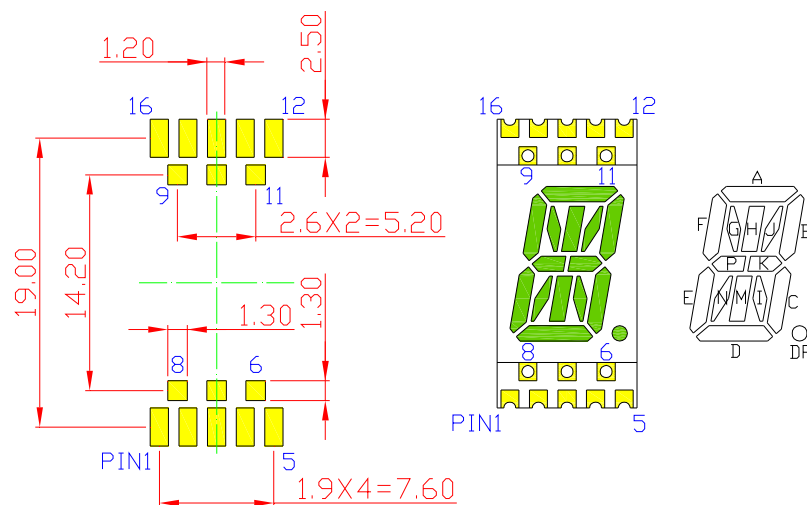 1.20
2.50
16
12
9
11
2.6X2=5.20
19.00
14.20
1.30
1.30
8
6
PIN1
5
1.9X4=7.60
16
12
9
11
8
6
PIN1
5
A
F
G
H
J
B
P
K
E
N
M
I
C
D
DP